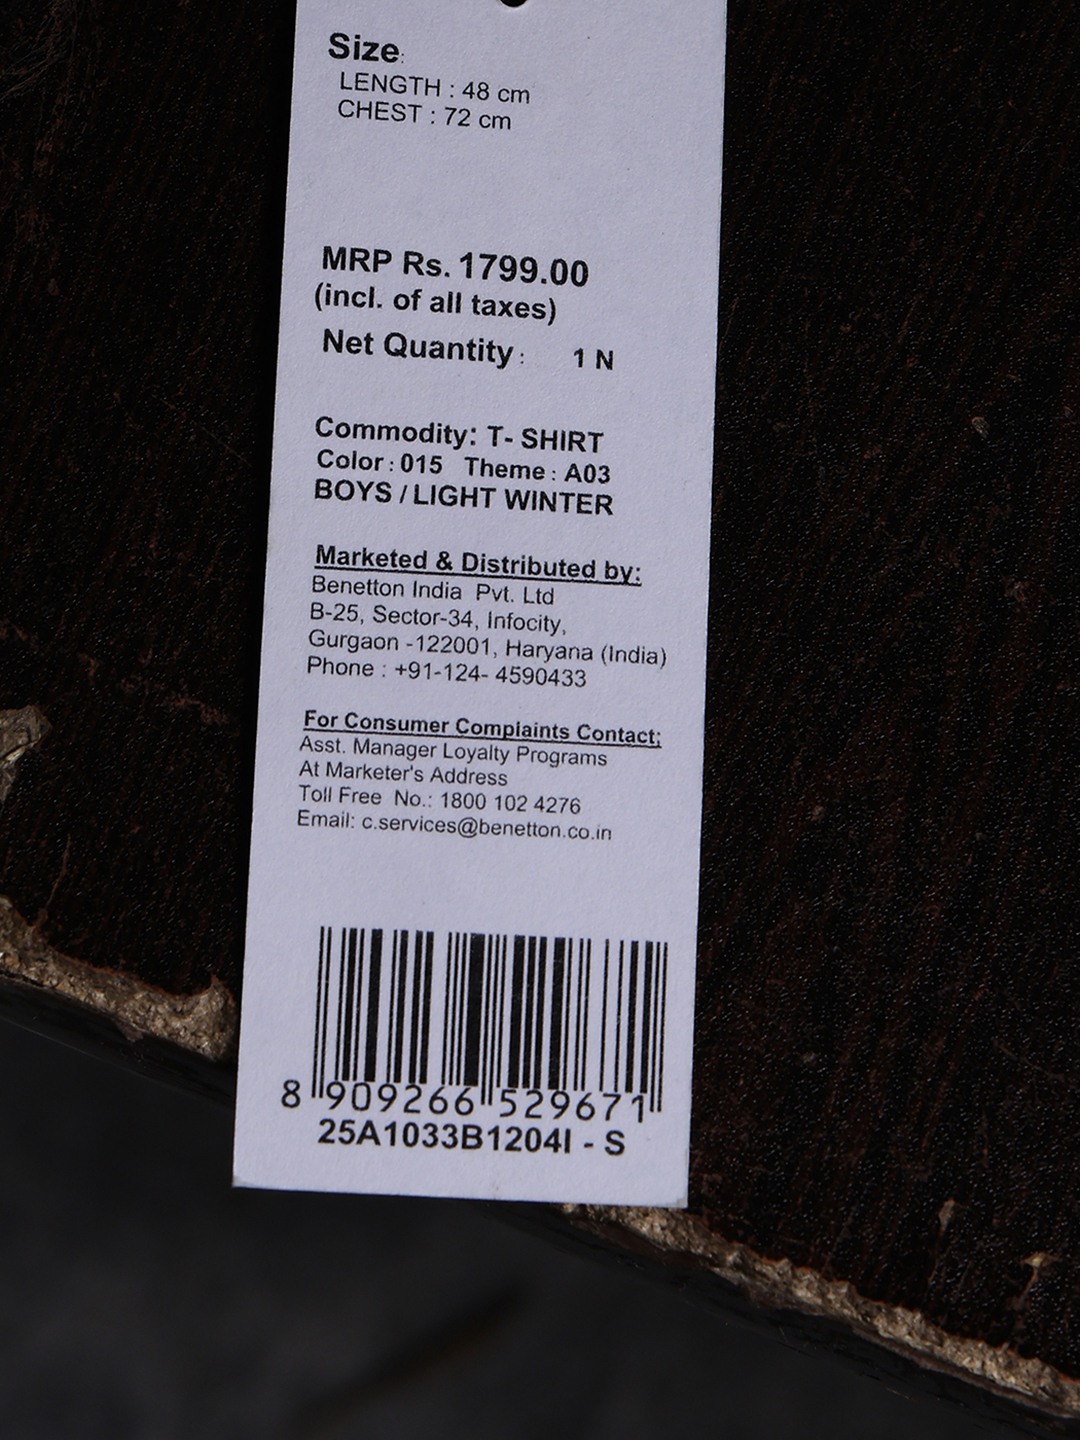 Size:
LENGTH : 48 cm
CHEST : 72 cm
MRP Rs. 1799.00
(incl. of all taxes)
Net Quantity : 1 N
Commodity: T- SHIRT
Color : 015 Theme : A03
BOYS / LIGHT WINTER
Marketed & Distributed by:
Benetton India Pvt. Ltd
B-25, Sector-34, Infocity,
Gurgaon -122001, Haryana (India)
Phone : +91-124- 4590433
For Consumer Complaints Contact:
Asst. Manager Loyalty Programs
At Marketer's Address
Toll Free No.: 1800 102 4276
Email: c.services@benetton.co.in
8 909266 529671
25A1033B1204I - S